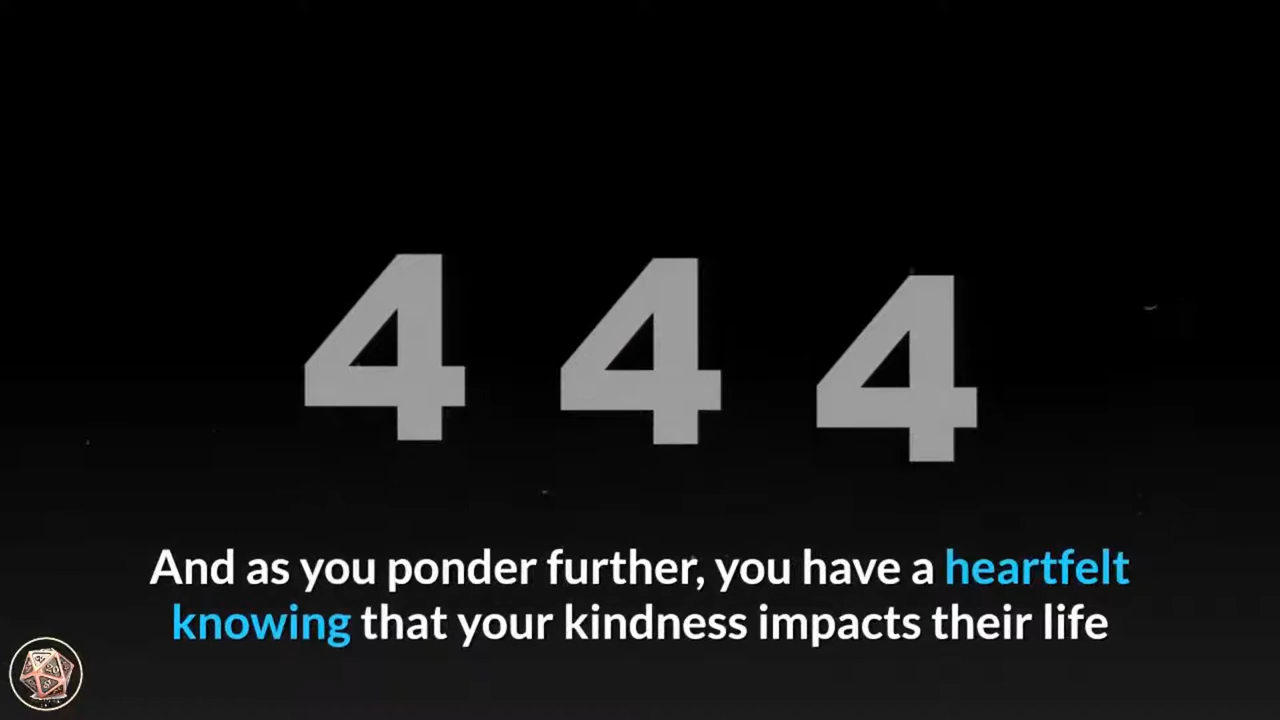 4 4 4
And as you ponder further, you have a heartfelt
knowing that your kindness impacts their life